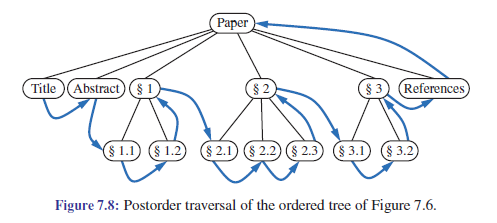 Paper
Title Abstract § 1 § 2 § 3 References
§ 1.1 § 1.2 § 2.1 § 2.2 § 2.3 § 3.1 § 3.2
Figure 7.8: Postorder traversal of the ordered tree of Figure 7.6.